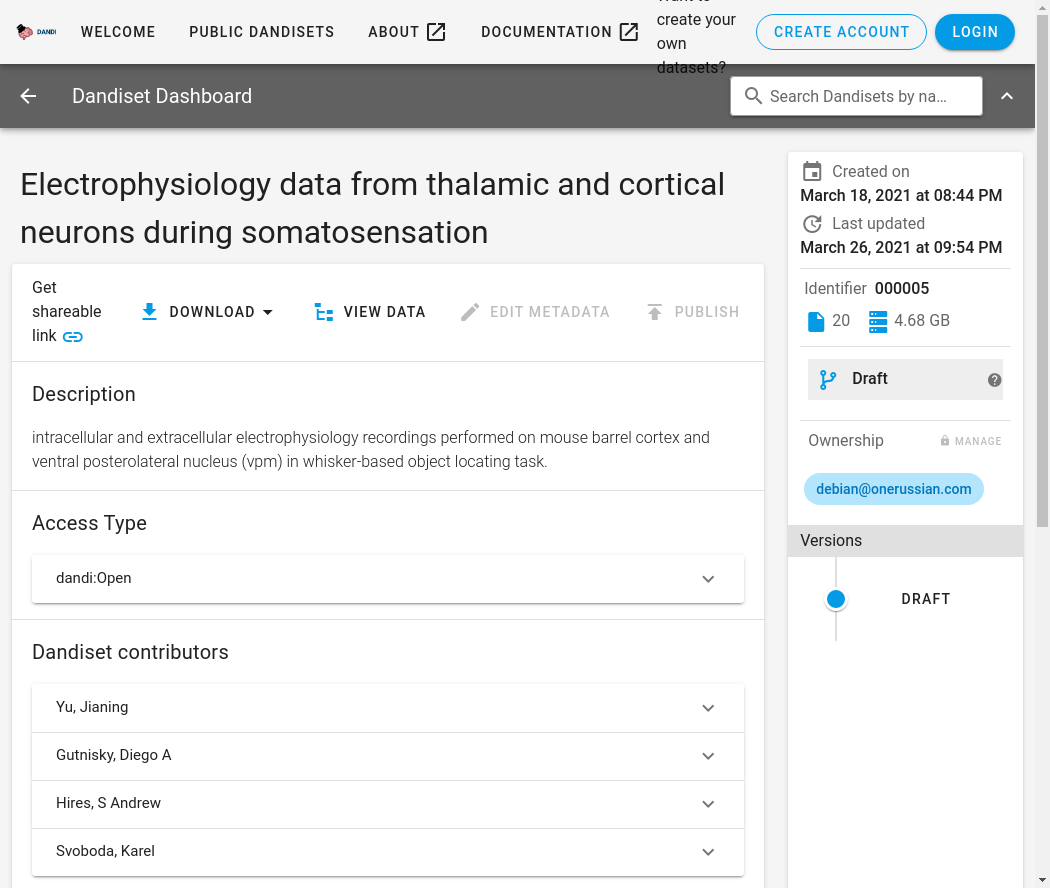 DANDI
WELCOME
PUBLIC DANDISETS
ABOUT
DOCUMENTATION
Want to
create your
own
datasets?
CREATE ACCOUNT
LOGIN
Dandiset Dashboard
Search Dandisets by na...
Electrophysiology data from thalamic and cortical
neurons during somatosensation
Get
shareable
link
DOWNLOAD
VIEW DATA
EDIT METADATA
PUBLISH
Description
intracellular and extracellular electrophysiology recordings performed on mouse barrel cortex and
ventral posterolateral nucleus (vpm) in whisker-based object locating task.
Access Type
dandi:Open
Dandiset contributors
Yu, Jianing
Gutnisky, Diego A
Hires, S Andrew
Svoboda, Karel
Created on
March 18, 2021 at 08:44 PM
Last updated
March 26, 2021 at 09:54 PM
Identifier 000005
20 4.68 GB
Draft
Ownership
MANAGE
debian@onerussian.com
Versions
DRAFT